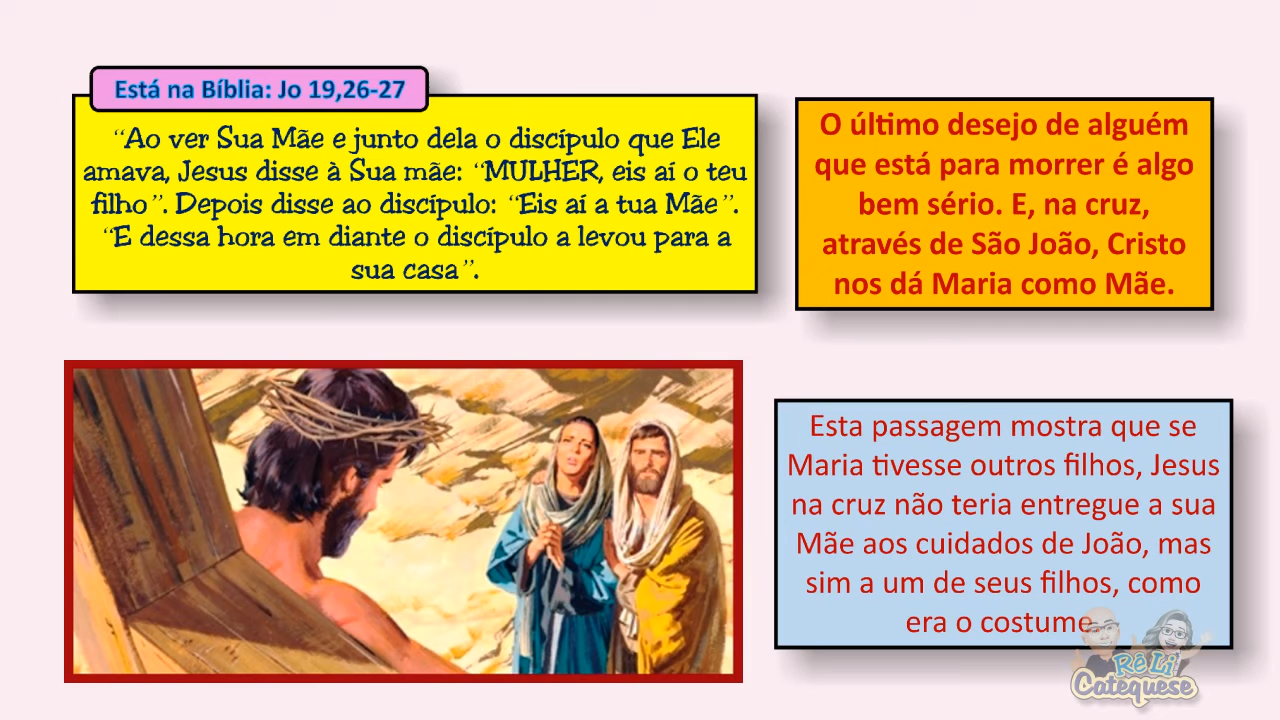 Está na Bíblia: Jo 19,26-27
“Ao ver Sua Mãe e junto dela o discípulo que Ele
amava, Jesus disse à Sua mãe: “MULHER, eis aí o teu
filho”. Depois disse ao discípulo: “Eis aí a tua Mãe”.
“E dessa hora em diante o discípulo a levou para a
sua casa”.
O último desejo de alguém
que está para morrer é algo
bem sério. E, na cruz,
através de São João, Cristo
nos dá Maria como Mãe.
Esta passagem mostra que se
Maria tivesse outros filhos, Jesus
na cruz não teria entregue a sua
Mãe aos cuidados de João, mas
sim a um de seus filhos, como
era o costume
Rê Li
Catequese